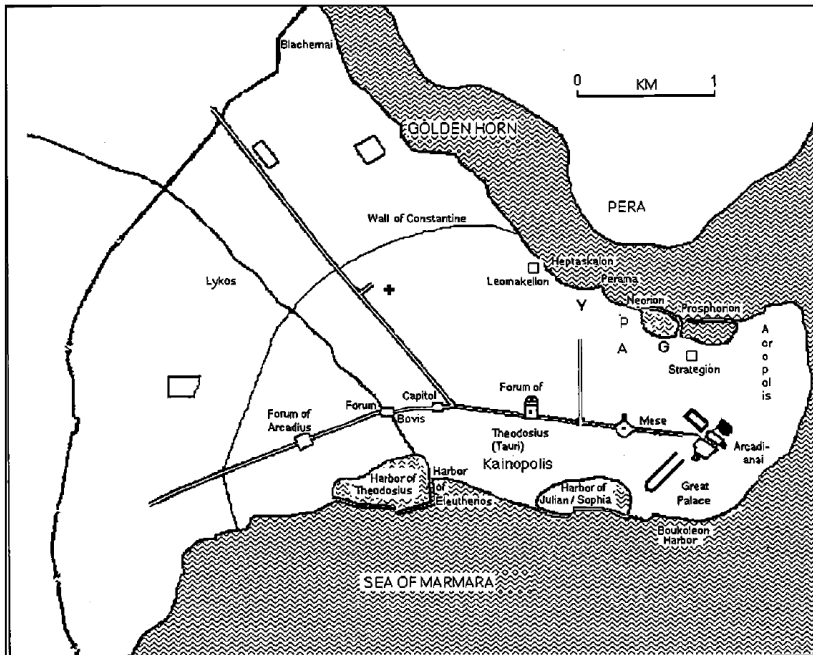 Blachernai
0 1
KM
GOLDEN HORN
PERA
Wall of Constantine
Heptaskalon
Leomakellon
Perama
Lykos
Neorion
Prosphorion
Y
P
A
G
Acropolis
Strategion
Capitol
Forum of
Theodosius
(Tauri)
Forum
Bovis
Mese
Forum of
Arcadius
Arcadi-
anai
Kainopolis
Harbor of
Theodosius
Harbor
of
Eleutherios
Harbor of
Julian / Sophia
Great
Palace
Boukoleon
Harbor
SEA OF MARMARA